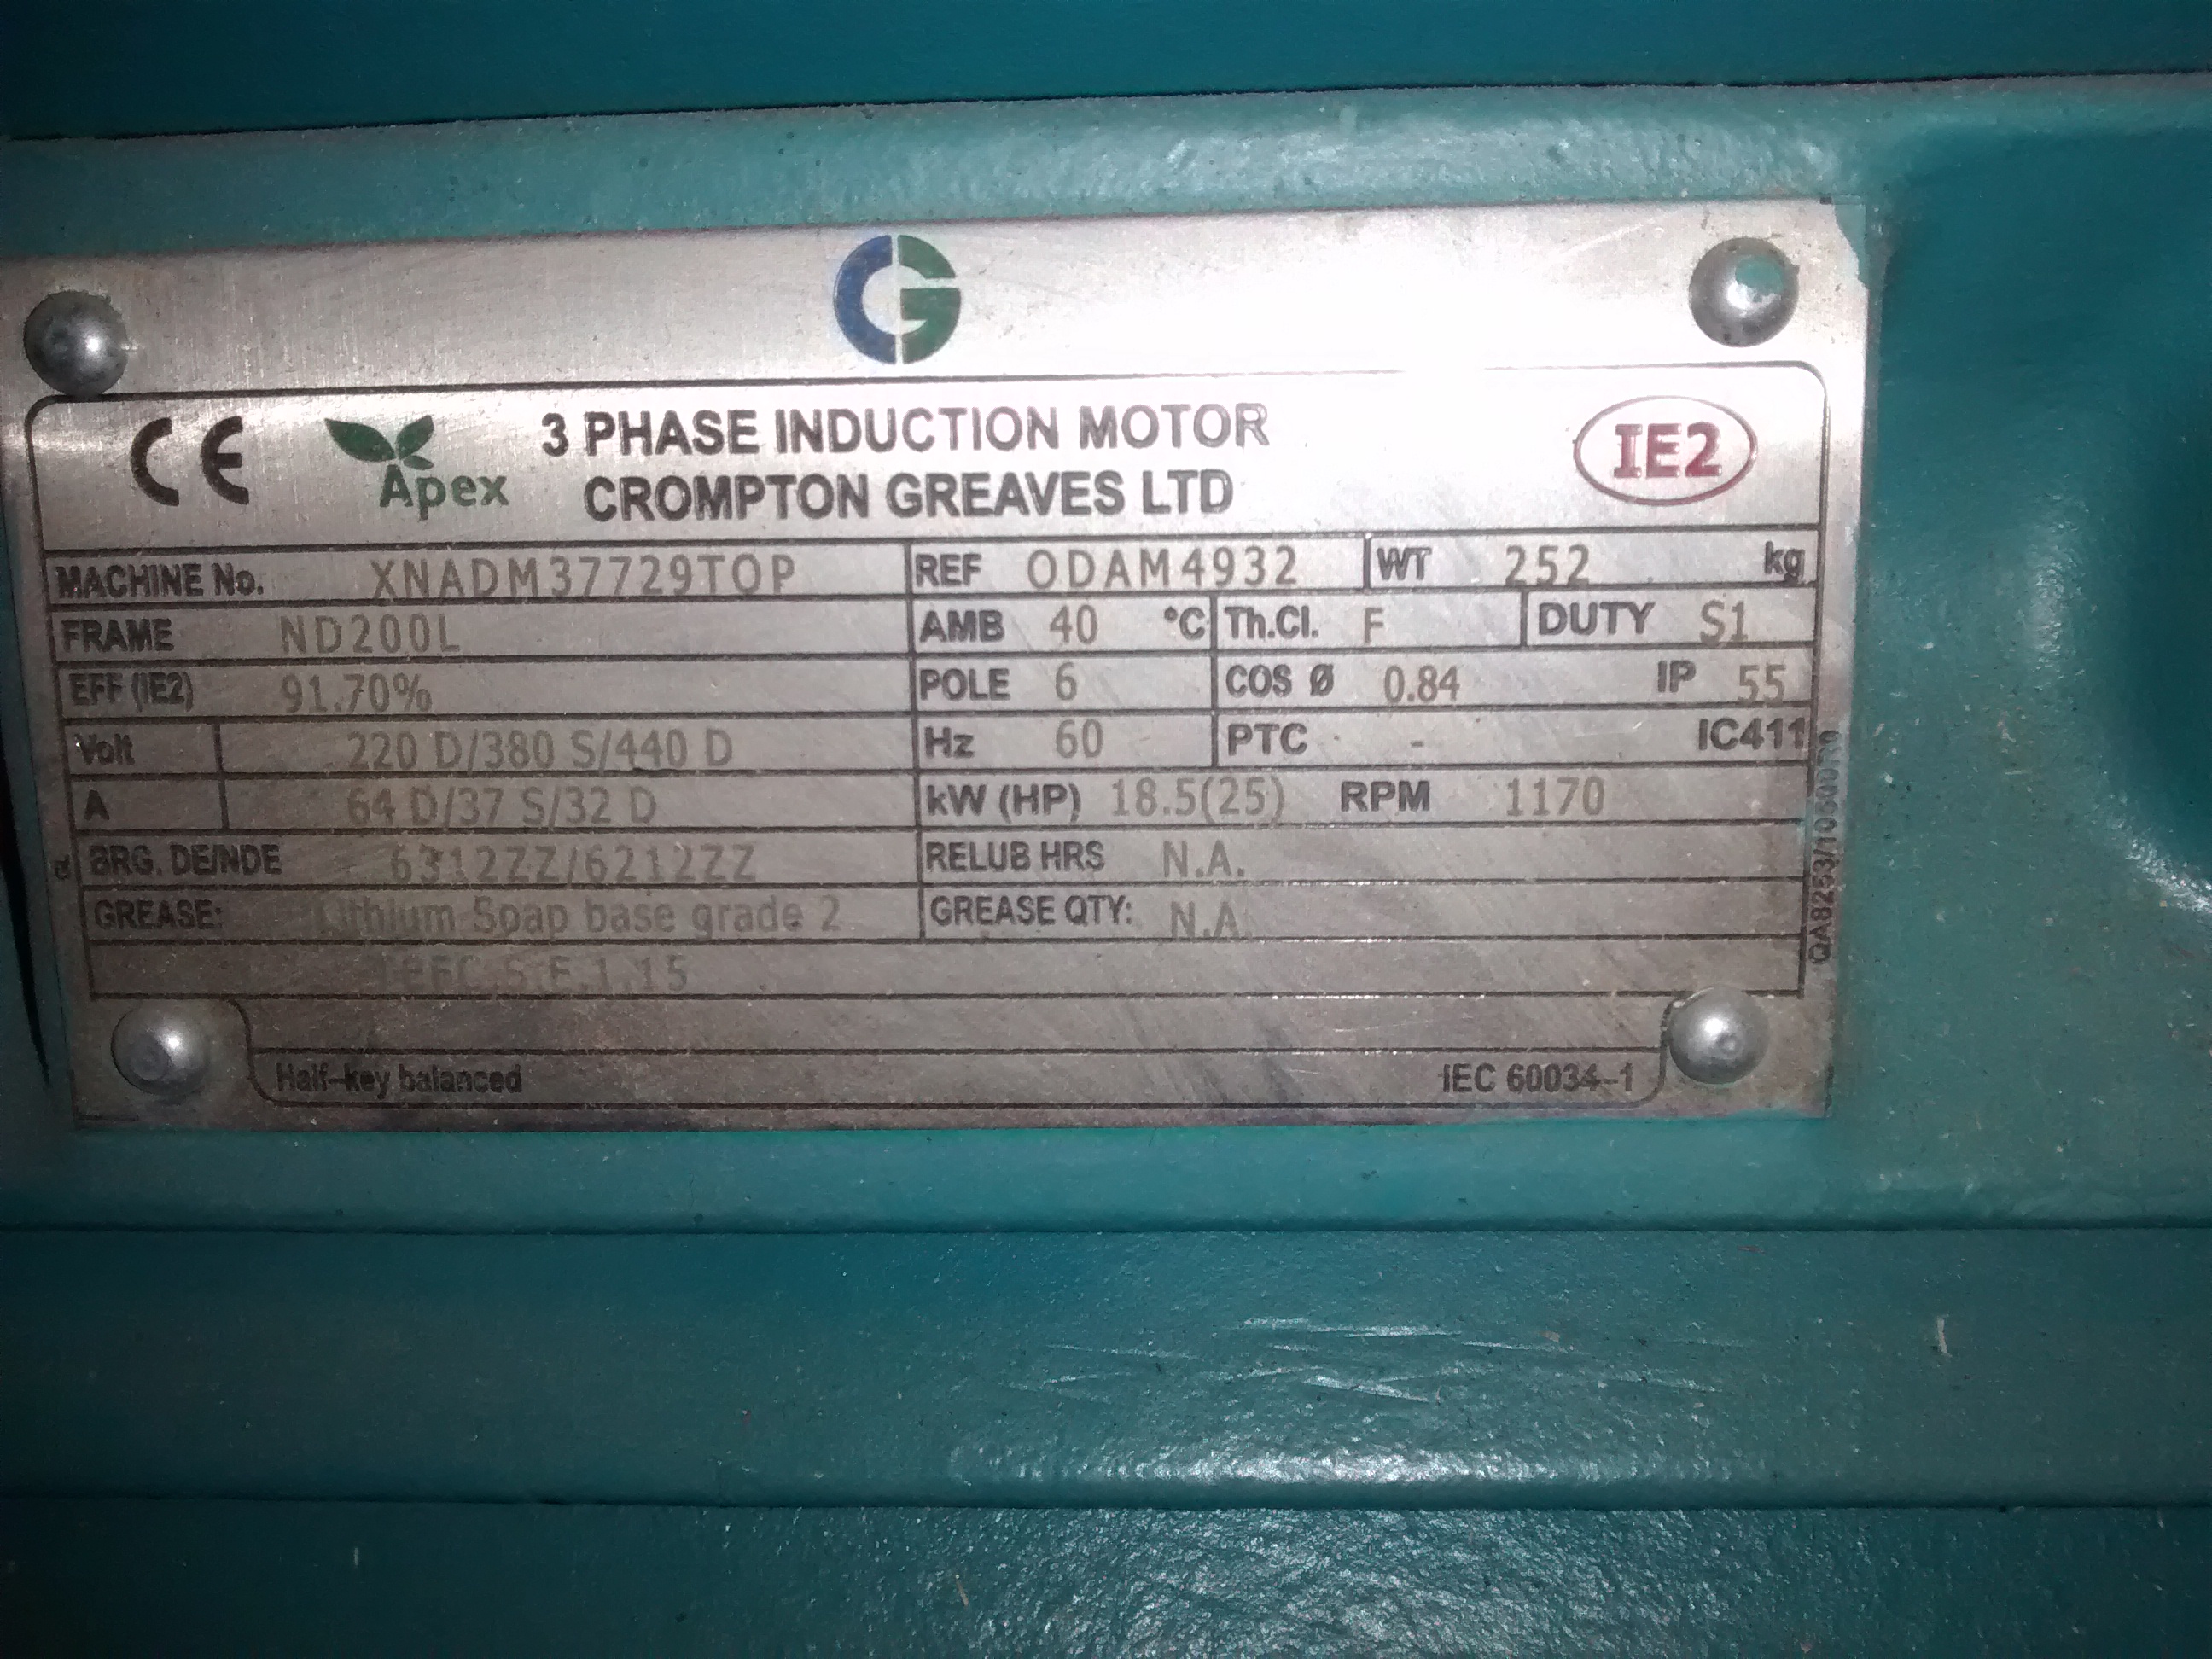 CG
CE Apex 3 PHASE INDUCTION MOTOR IE2
CROMPTON GREAVES LTD
MACHINE No. XNADM37729TOP REF ODAM4932 WT 252 kg
FRAME ND200L AMB 40 °C Th.Cl. F DUTY S1
EFF (IE2) 91.70% POLE 6 COS Ø 0.84 IP 55
Volt 220 D/380 S/440 D Hz 60 PTC - IC411
A 64 D/37 S/32 D kW (HP) 18.5(25) RPM 1170
BRG. DE/NDE 6312ZZ/6212ZZ RELUB HRS N.A.
GREASE: Lithium Soap base grade 2 GREASE QTY: N.A.
S.F.1.15
Half-key balanced IEC 60034-1